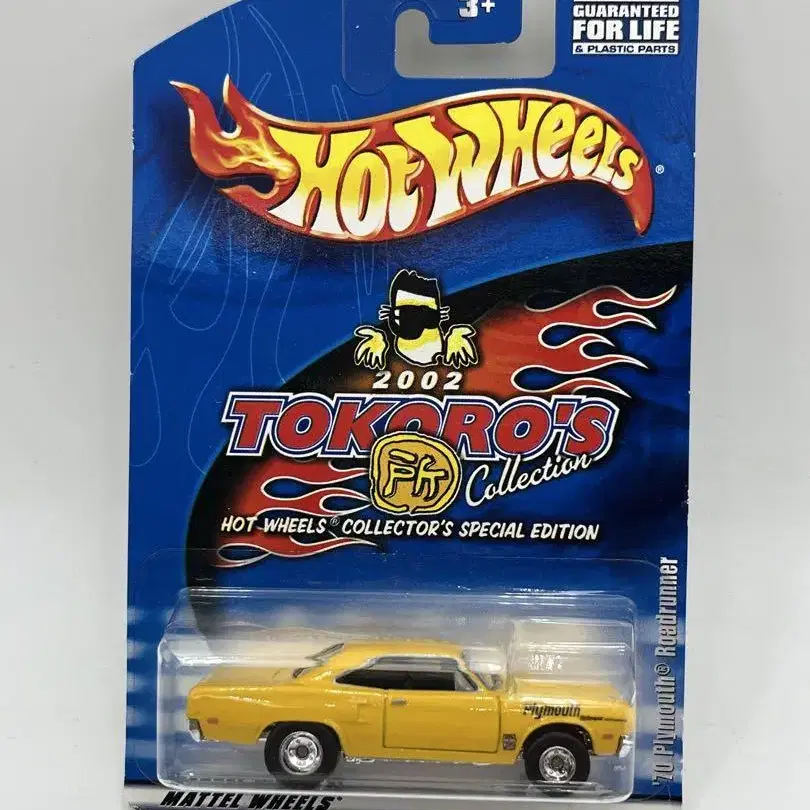 3+
GUARANTEED
FOR LIFE
& PLASTIC PARTS
HOT WHEELS®
2002
TOKORO'S
所
Collection
HOT WHEELS® COLLECTOR'S SPECIAL EDITION
'70 Plymouth® Roadrunner
Plymouth
MATTEL WHEELS